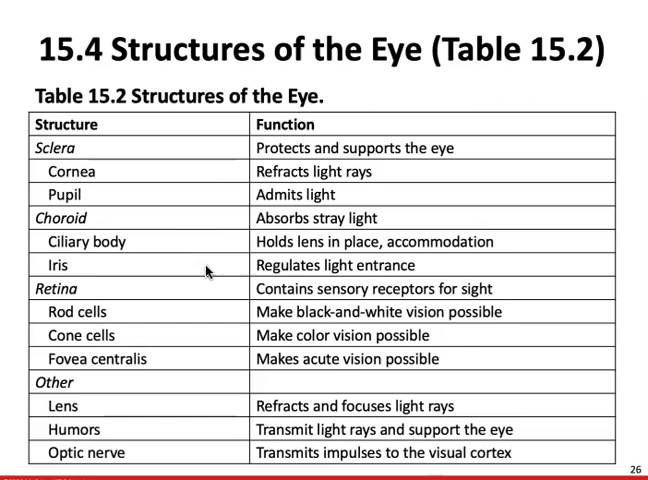 15.4 Structures of the Eye (Table 15.2)
Table 15.2 Structures of the Eye.
Structure Function
Sclera Protects and supports the eye
Cornea Refracts light rays
Pupil Admits light
Choroid Absorbs stray light
Ciliary body Holds lens in place, accommodation
Iris Regulates light entrance
Retina Contains sensory receptors for sight
Rod cells Make black-and-white vision possible
Cone cells Make color vision possible
Fovea centralis Makes acute vision possible
Other
Lens Refracts and focuses light rays
Humors Transmit light rays and support the eye
Optic nerve Transmits impulses to the visual cortex
26